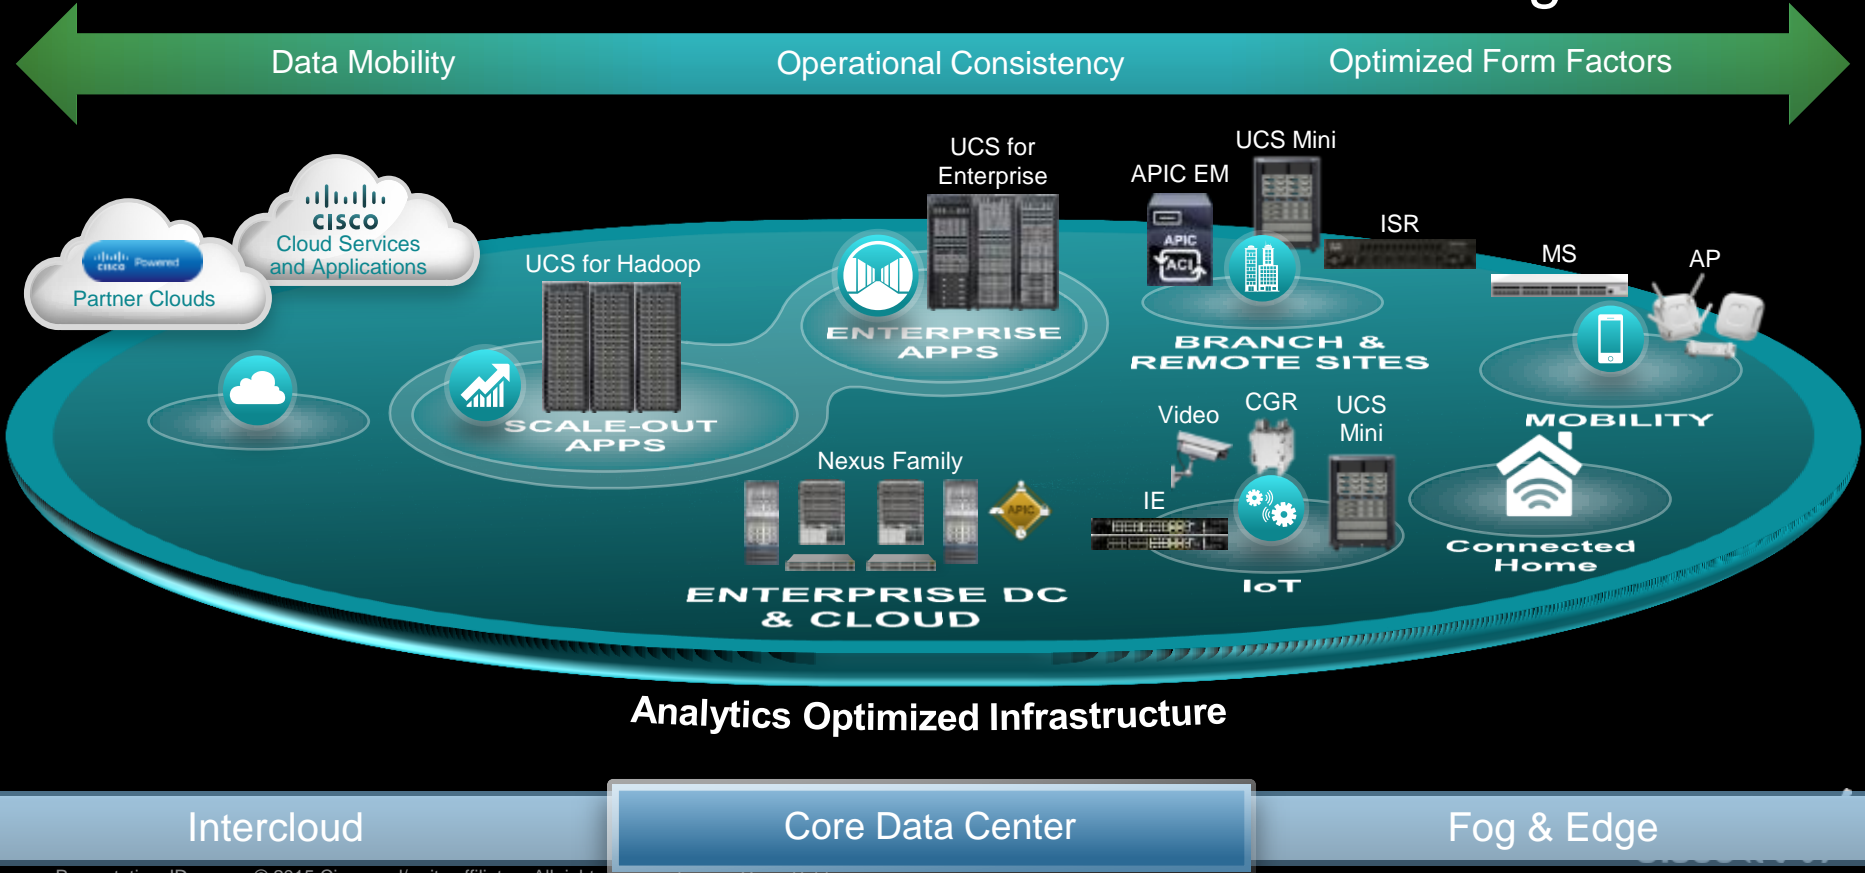 Data Mobility
Operational Consistency
Optimized Form Factors
UCS for
Enterprise
APIC EM
UCS Mini
ISR
MS
AP
CISCO
Cloud Services
and Applications
CISCO Powered
Partner Clouds
UCS for Hadoop
APIC
ACI
ENTERPRISE
APPS
BRANCH &
REMOTE SITES
MOBILITY
SCALE-OUT
APPS
Video
CGR
UCS
Mini
Nexus Family
APIC
IE
Connected
Home
IoT
ENTERPRISE DC
& CLOUD
Analytics Optimized Infrastructure
Intercloud
Core Data Center
Fog & Edge